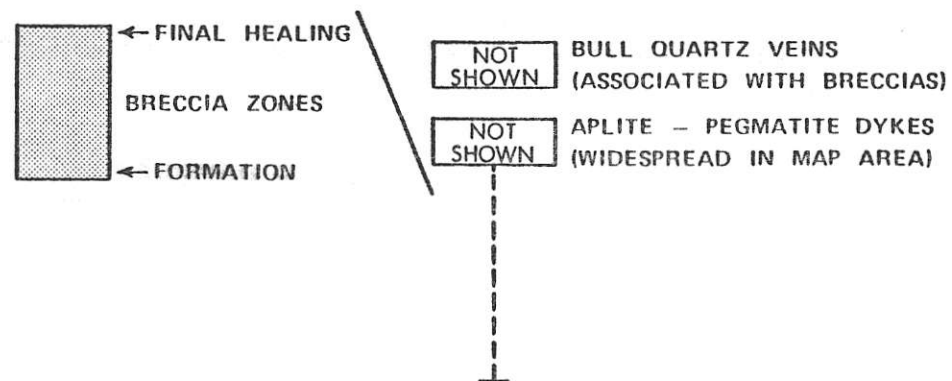 FINAL HEALING
BRECCIA ZONES
FORMATION
NOT
SHOWN
BULL QUARTZ VEINS
(ASSOCIATED WITH BRECCIAS)
NOT
SHOWN
APLITE – PEGMATITE DYKES
(WIDESPREAD IN MAP AREA)